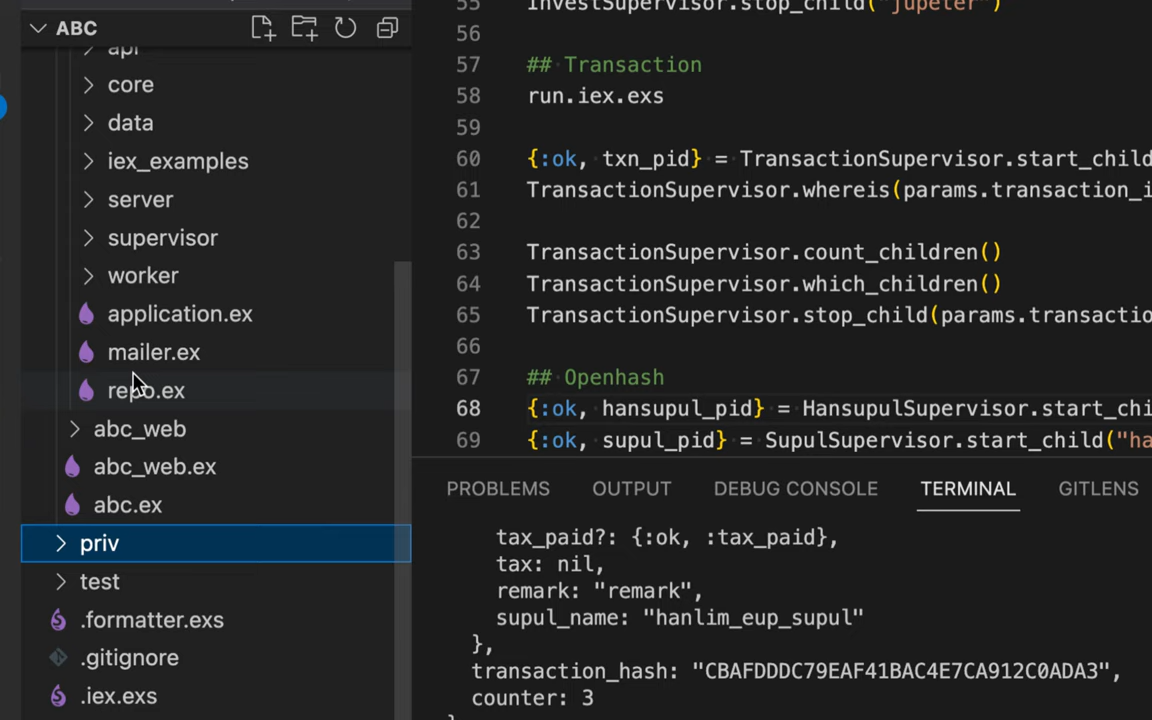 ABC
api
core
data
iex_examples
server
supervisor
worker
application.ex
mailer.ex
repo.ex
abc_web
abc_web.ex
abc.ex
priv
test
.formatter.exs
.gitignore
.iex.exs
55 InvestSupervisor.stop_child("jupeter")
56
57 ## Transaction
58 run.iex.exs
59
60 {:ok, txn_pid} = TransactionSupervisor.start_child
61 TransactionSupervisor.whereis(params.transaction_i
62
63 TransactionSupervisor.count_children()
64 TransactionSupervisor.which_children()
65 TransactionSupervisor.stop_child(params.transactio
66
67 ## Openhash
68 {:ok, hansupul_pid} = HansupulSupervisor.start_chi
69 {:ok, supul_pid} = SupulSupervisor.start_child("ha
PROBLEMS OUTPUT DEBUG CONSOLE TERMINAL GITLENS
tax_paid?: {:ok, :tax_paid},
tax: nil,
remark: "remark",
supul_name: "hanlim_eup_supul"
},
transaction_hash: "CBAFDDDC79EAF41BAC4E7CA912C0ADA3",
counter: 3